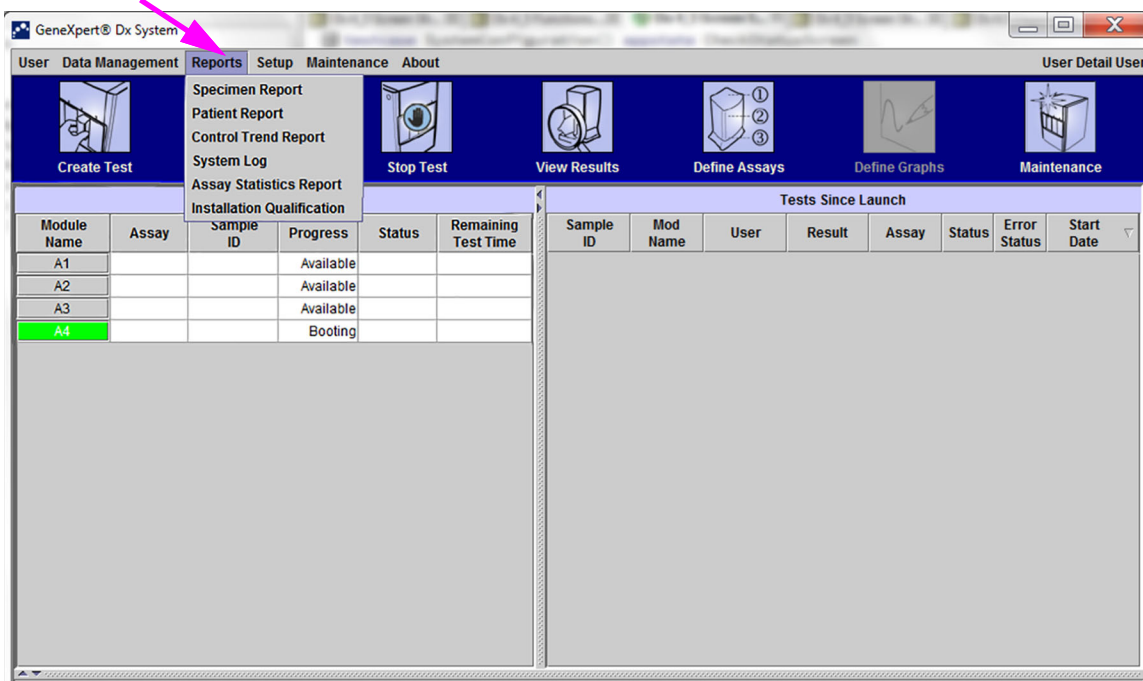 GeneXpert® Dx System
User Data Management Reports Setup Maintenance About User Detail User
Specimen Report
Patient Report
Control Trend Report
System Log
Assay Statistics Report
Installation Qualification
Create Test Stop Test View Results Define Assays Define Graphs Maintenance
① ② ③
Tests Since Launch
Module Name Assay Sample ID Progress Status Remaining Test Time
Sample ID Mod Name User Result Assay Status Error Status Start Date
A1 Available
A2 Available
A3 Available
A4 Booting